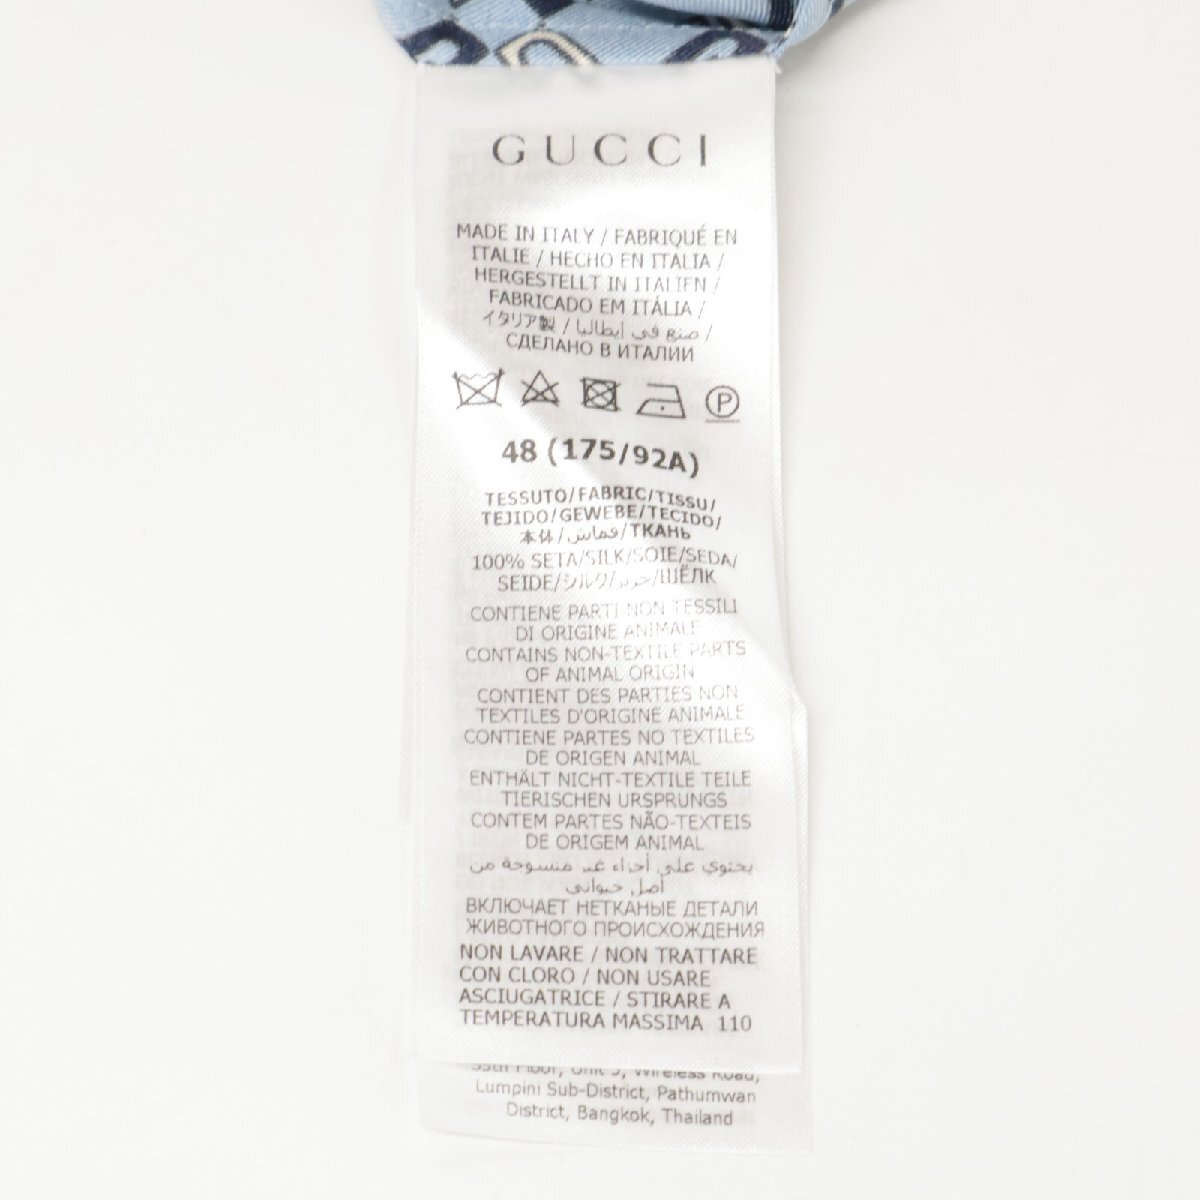 GUCCI
MADE IN ITALY / FABRIQUÉ EN
ITALIE / HECHO EN ITALIA /
HERGESTELLT IN ITALIEN /
FABRICADO EM ITÁLIA /
イタリア製 / صنع في إيطاليا /
СДЕЛАНО В ИТАЛИИ
P
48 (175/92A)
TESSUTO/FABRIC/TISSU/
TEJIDO/GEWEBE/TECIDO/
本体/قماش/ТКАНЬ
100% SETA/SILK/SOIE/SEDA/
SEIDE/シルク/حرير/ШЁЛК
CONTIENE PARTI NON TESSILI
DI ORIGINE ANIMALE
CONTAINS NON-TEXTILE PARTS
OF ANIMAL ORIGIN
CONTIENT DES PARTIES NON
TEXTILES D'ORIGINE ANIMALE
CONTIENE PARTES NO TEXTILES
DE ORIGEN ANIMAL
ENTHÄLT NICHT-TEXTILE TEILE
TIERISCHEN URSPRUNGS
CONTEM PARTES NÃO-TEXTEIS
DE ORIGEM ANIMAL
يحتوي على أجزاء غير منسوجة من
أصل حيواني
ВКЛЮЧАЕТ НЕТКАНЫЕ ДЕТАЛИ
ЖИВОТНОГО ПРОИСХОЖДЕНИЯ
NON LAVARE / NON TRATTARE
CON CLORO / NON USARE
ASCIUGATRICE / STIRARE A
TEMPERATURA MASSIMA 110
Floor, Unit 5, Wireless Road,
Lumpini Sub-District, Pathumwan
District, Bangkok, Thailand